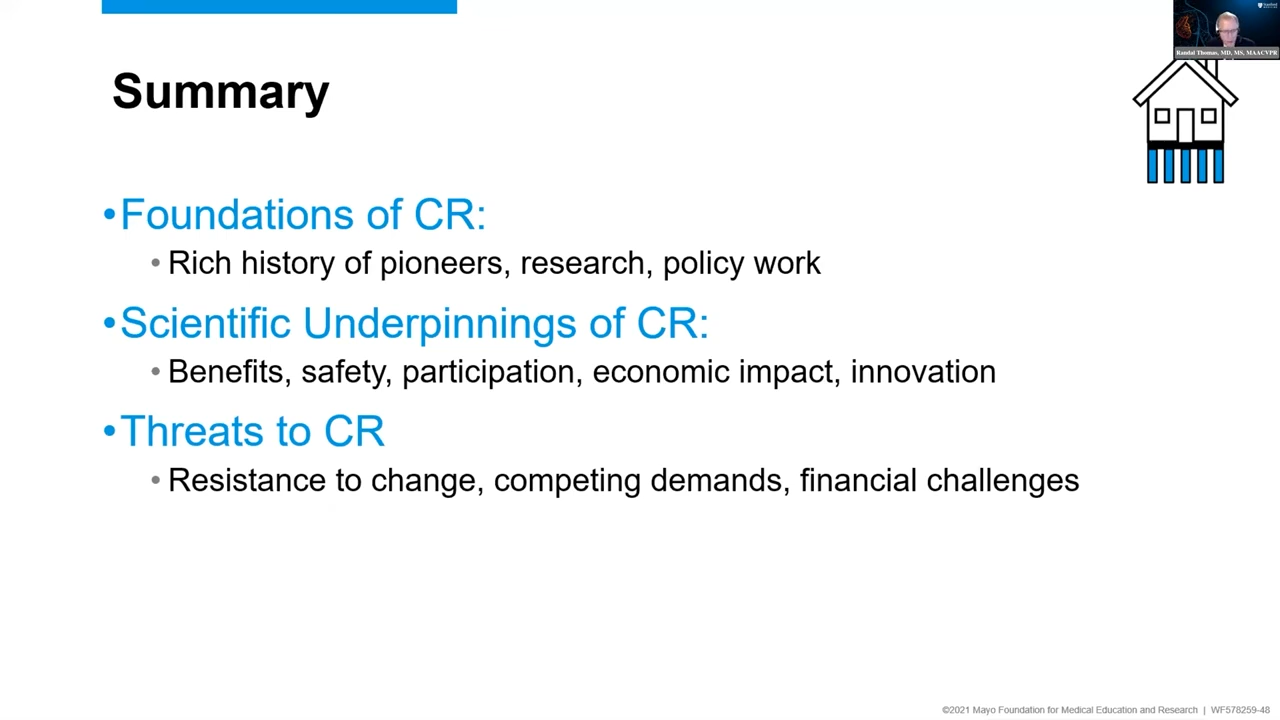 Randal Thomas, MD, MS, MAACVPR
Summary
•Foundations of CR:
•Rich history of pioneers, research, policy work
•Scientific Underpinnings of CR:
•Benefits, safety, participation, economic impact, innovation
•Threats to CR
•Resistance to change, competing demands, financial challenges
©2021 Mayo Foundation for Medical Education and Research | WF578259-48